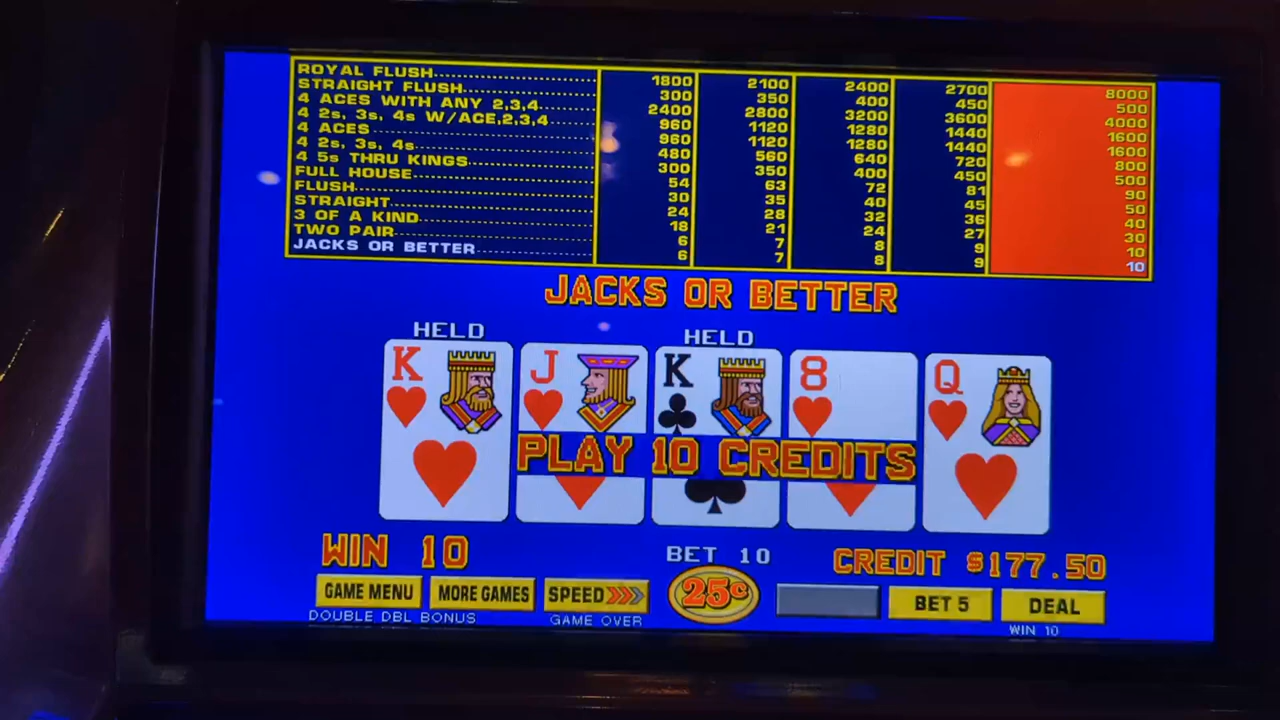 ROYAL FLUSH 1800 2100 2400 2700 8000
STRAIGHT FLUSH 300 350 400 450 500
4 ACES WITH ANY 2,3,4 2400 2800 3200 3600 4000
4 2s, 3s, 4s W/ACE,2,3,4 960 1120 1280 1440 1600
4 ACES 960 1120 1280 1440 1600
4 2s, 3s, 4s 480 560 640 720 800
4 5s THRU KINGS 300 350 400 450 500
FULL HOUSE 54 63 72 81 90
FLUSH 30 35 40 45 50
STRAIGHT 24 28 32 36 40
3 OF A KIND 18 21 24 27 30
TWO PAIR 6 7 8 9 10
JACKS OR BETTER 6 7 8 9 10
JACKS OR BETTER
HELD HELD
K J K 8 Q
PLAY 10 CREDITS
WIN 10 BET 10 CREDIT $177.50
GAME MENU MORE GAMES SPEED 25¢ BET 5 DEAL
DOUBLE DBL BONUS GAME OVER WIN 10